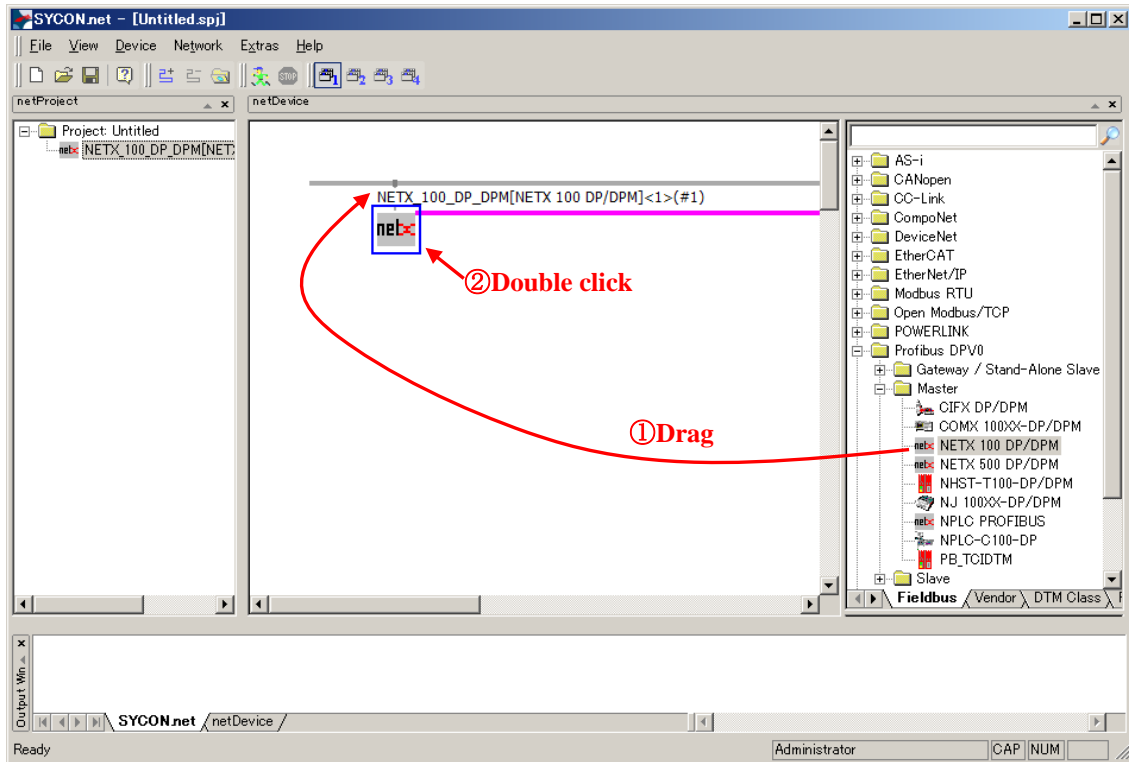 SYCON.net - [Untitled.spj]
File View Device Network Extras Help
netProject
netDevice
Project: Untitled
NETX_100_DP_DPM[NET
NETX_100_DP_DPM[NETX 100 DP/DPM]<1>(#1)
netx
②Double click
①Drag
AS-i
CANopen
CC-Link
CompoNet
DeviceNet
EtherCAT
EtherNet/IP
Modbus RTU
Open Modbus/TCP
POWERLINK
Profibus DPV0
Gateway / Stand-Alone Slave
Master
CIFX DP/DPM
COMX 100XX-DP/DPM
NETX 100 DP/DPM
NETX 500 DP/DPM
NHST-T100-DP/DPM
NJ 100XX-DP/DPM
NPLC PROFIBUS
NPLC-C100-DP
PB_TCIDTM
Slave
Fieldbus Vendor DTM Class
Output Win
SYCON.net netDevice
Ready
Administrator
CAP NUM